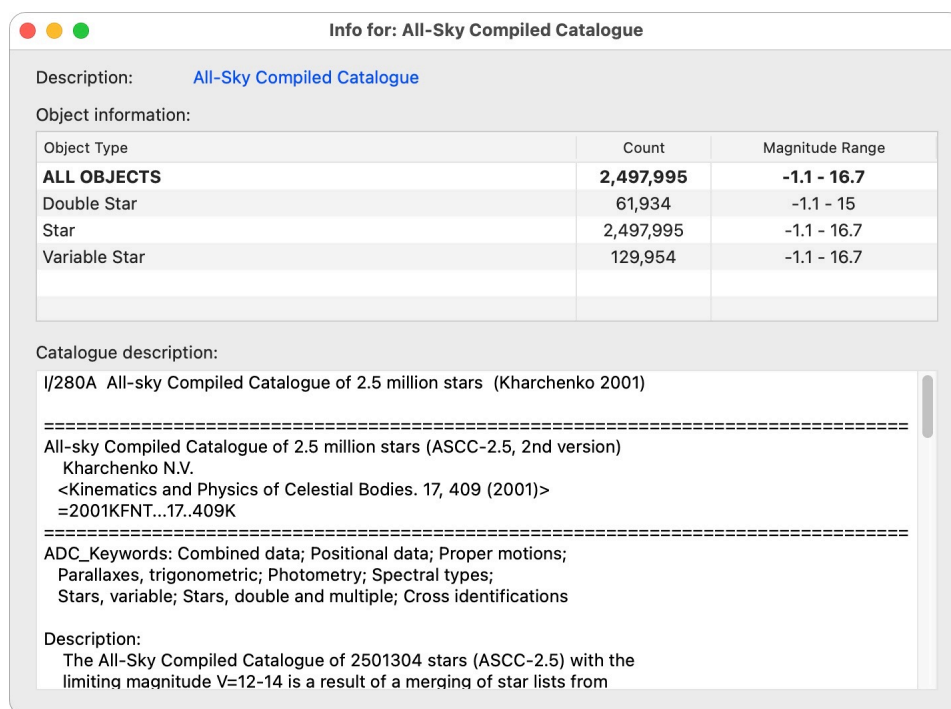 Info for: All-Sky Compiled Catalogue
Description: All-Sky Compiled Catalogue
Object information:
Object Type Count Magnitude Range
ALL OBJECTS 2,497,995 -1.1 - 16.7
Double Star 61,934 -1.1 - 15
Star 2,497,995 -1.1 - 16.7
Variable Star 129,954 -1.1 - 16.7
Catalogue description:
I/280A  All-sky Compiled Catalogue of 2.5 million stars  (Kharchenko 2001)
================================================================================
All-sky Compiled Catalogue of 2.5 million stars (ASCC-2.5, 2nd version)
Kharchenko N.V.
<Kinematics and Physics of Celestial Bodies. 17, 409 (2001)>
=2001KFNT...17..409K
================================================================================
ADC_Keywords: Combined data; Positional data; Proper motions;
Parallaxes, trigonometric; Photometry; Spectral types;
Stars, variable; Stars, double and multiple; Cross identifications
Description:
The All-Sky Compiled Catalogue of 2501304 stars (ASCC-2.5) with the
limiting magnitude V=12-14 is a result of a merging of star lists from